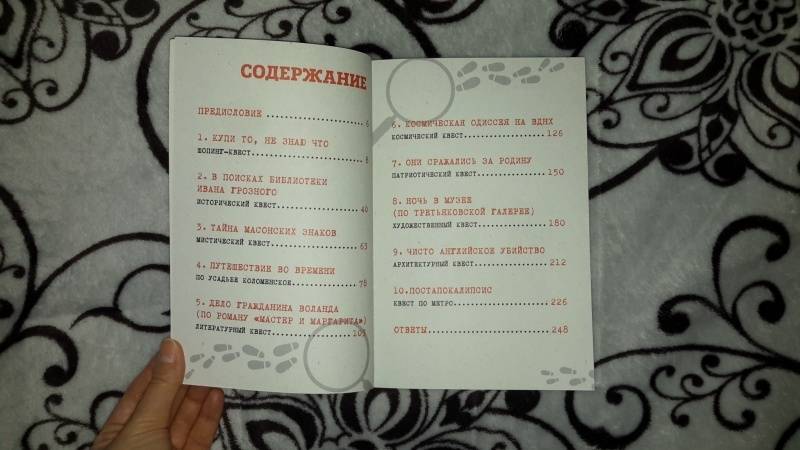 СОДЕРЖАНИЕ
ПРЕДИСЛОВИЕ ............ 6
1. КУПИ ТО, НЕ ЗНАЮ ЧТО
ШОПИНГ-КВЕСТ............ 8
2. В ПОИСКАХ БИБЛИОТЕКИ
ИВАНА ГРОЗНОГО
ИСТОРИЧЕСКИЙ КВЕСТ............ 40
3. ТАЙНА МАСОНСКИХ ЗНАКОВ
МИСТИЧЕСКИЙ КВЕСТ............ 63
4. ПУТЕШЕСТВИЕ ВО ВРЕМЕНИ
ПО УСАДЬБЕ КОЛОМЕНСКОЕ............ 78
5. ДЕЛО ГРАЖДАНИНА ВОЛАНДА
(ПО РОМАНУ «МАСТЕР И МАРГАРИТА»)
ЛИТЕРАТУРНЫЙ КВЕСТ............
6. КОСМИЧЕСКАЯ ОДИССЕЯ НА ВДНХ
КОСМИЧЕСКИЙ КВЕСТ............ 126
7. ОНИ СРАЖАЛИСЬ ЗА РОДИНУ
ПАТРИОТИЧЕСКИЙ КВЕСТ............ 150
8. НОЧЬ В МУЗЕЕ
(ПО ТРЕТЬЯКОВСКОЙ ГАЛЕРЕЕ)
ХУДОЖЕСТВЕННЫЙ КВЕСТ............ 180
9. ЧИСТО АНГЛИЙСКОЕ УБИЙСТВО
АРХИТЕКТУРНЫЙ КВЕСТ............ 212
10. ПОСТАПОКАЛИПСИС
КВЕСТ ПО МЕТРО............ 226
ОТВЕТЫ............ 248